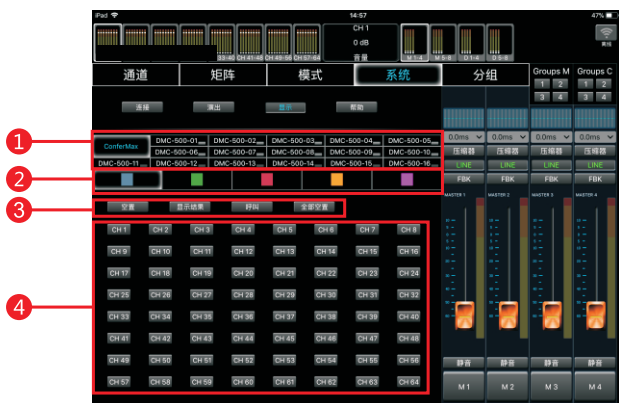 iPad 14:57 47%
CH 1
0 dB
音量
33-40 CH 41-48 CH 49-56 CH 57-64 M 1-4 M 5-8 D 1-4 D 5-8 离线
通道 矩阵 模式 系统 分组 Groups M Groups C
1 2 1 2
3 4 3 4
连接 演出 显示 帮助
1
ConferMax DMC-500-01 DMC-500-02 DMC-500-03 DMC-500-04 DMC-500-05
DMC-500-06 DMC-500-07 DMC-500-08 DMC-500-09 DMC-500-10
DMC-500-11 DMC-500-12 DMC-500-13 DMC-500-14 DMC-500-15 DMC-500-16
0.0ms 0.0ms 0.0ms 0.0ms
压缩器 压缩器 压缩器 压缩器
LINE LINE LINE LINE
2
FBK FBK FBK FBK
MASTER 1 MASTER 2 MASTER 3 MASTER 4
3
空置 显示结果 呼叫 全部空置
4
CH 1 CH 2 CH 3 CH 4 CH 5 CH 6 CH 7 CH 8
CH 9 CH 10 CH 11 CH 12 CH 13 CH 14 CH 15 CH 16
CH 17 CH 18 CH 19 CH 20 CH 21 CH 22 CH 23 CH 24
CH 25 CH 26 CH 27 CH 28 CH 29 CH 30 CH 31 CH 32
CH 33 CH 34 CH 35 CH 36 CH 37 CH 38 CH 39 CH 40
CH 41 CH 42 CH 43 CH 44 CH 45 CH 46 CH 47 CH 48
CH 49 CH 50 CH 51 CH 52 CH 53 CH 54 CH 55 CH 56
CH 57 CH 58 CH 59 CH 60 CH 61 CH 62 CH 63 CH 64
静音 静音 静音 静音
M 1 M 2 M 3 M 4